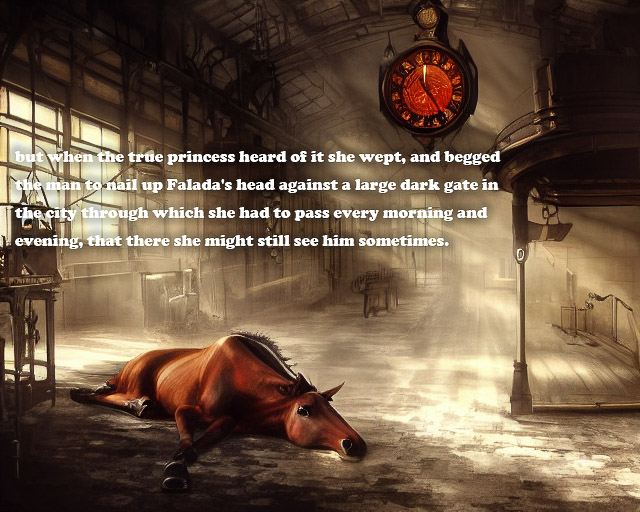 but when the true princess heard of it she wept, and begged
the man to nail up Falada's head against a large dark gate in
the city through which she had to pass every morning and
evening, that there she might still see him sometimes.